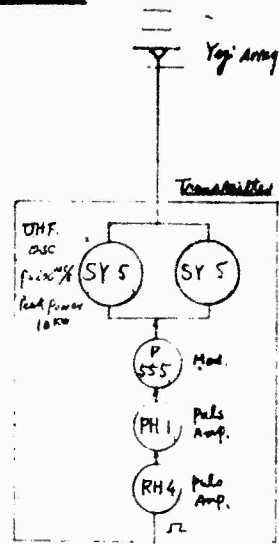 Yagi Array
Transmitter
UHF.
osc
Peak power
10 KW
SY 5
SY 5
P
555
Mod.
PH 1
Puls
Amp.
RH 4
puls
Amp.